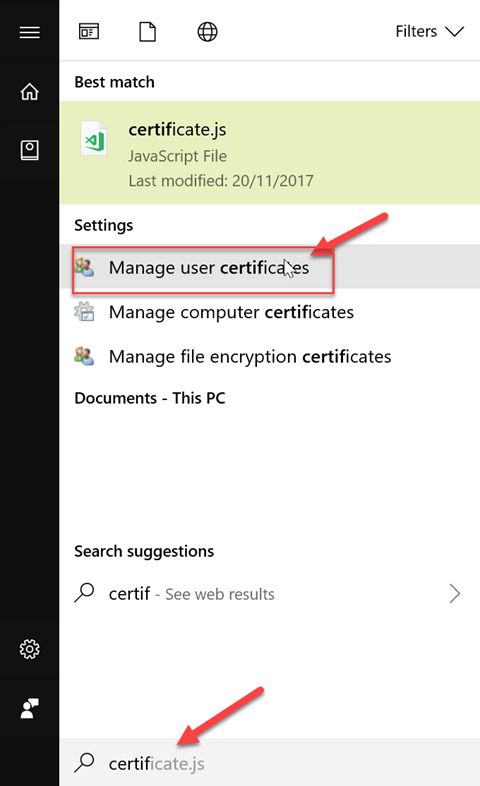 Filters
Best match
certificate.js
JavaScript File
Last modified: 20/11/2017
Settings
Manage user certificates
Manage computer certificates
Manage file encryption certificates
Documents - This PC
Search suggestions
certif - See web results
certificate.js